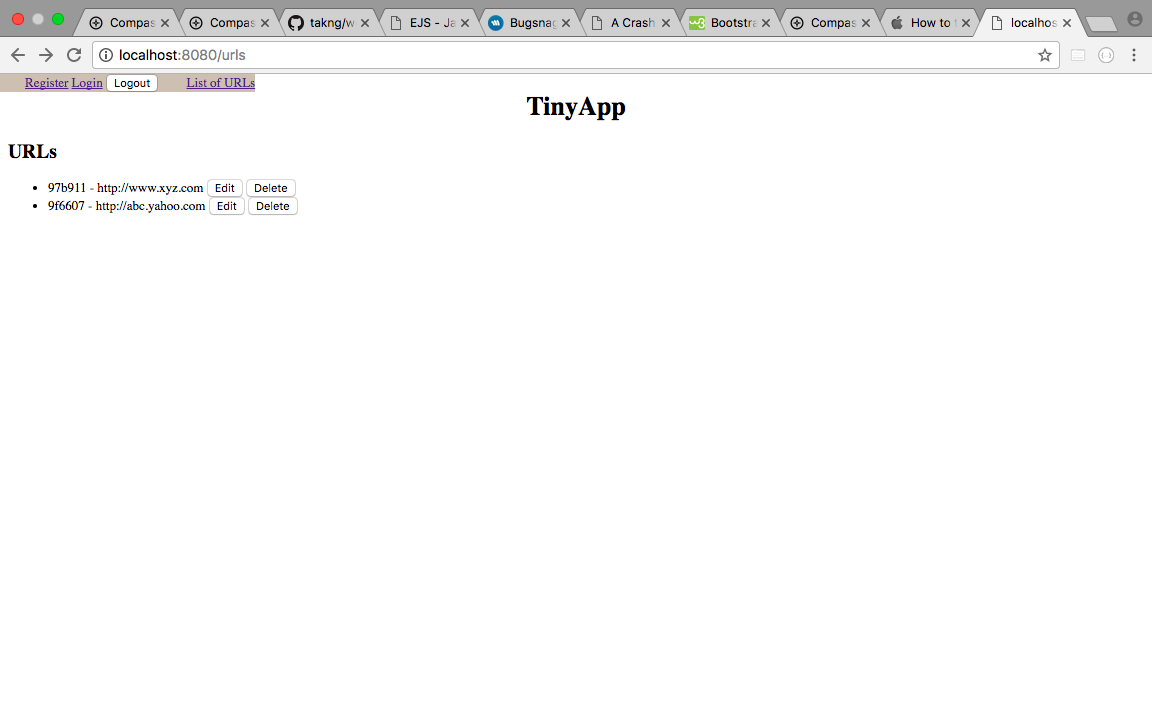 Compas Compas takng/w EJS - Ja Bugsnag A Crash Bootstra Compas How to localhos
localhost:8080/urls
Register Login Logout List of URLs
TinyApp
URLs
97b911 - http://www.xyz.com Edit Delete
9f6607 - http://abc.yahoo.com Edit Delete